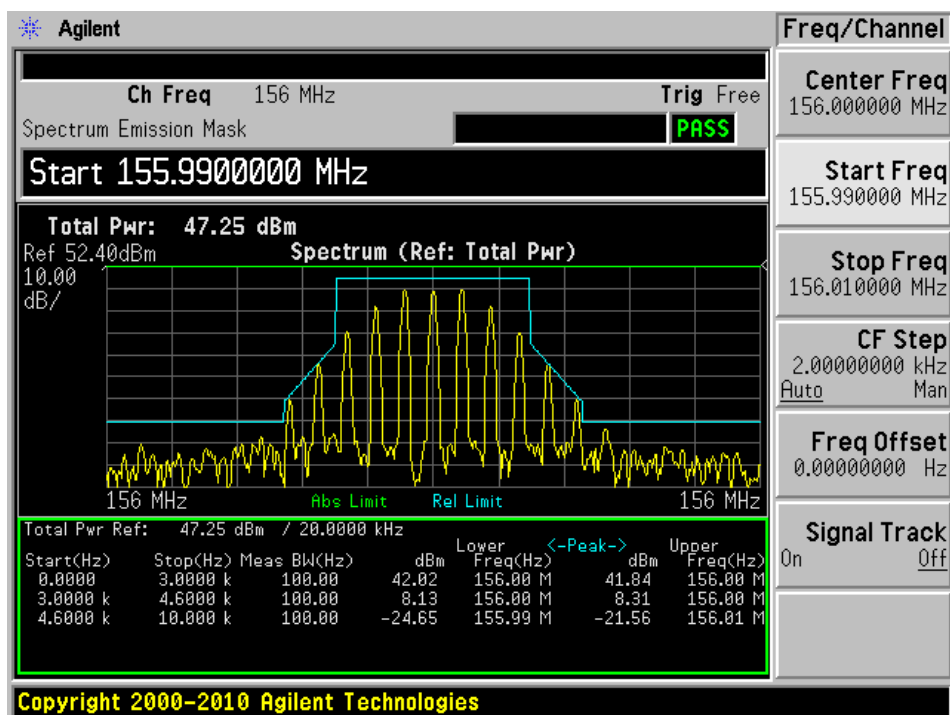 Agilent
Freq/Channel
Ch Freq 156 MHz Trig Free
Spectrum Emission Mask PASS
Start 155.9900000 MHz
Total Pwr: 47.25 dBm
Ref 52.40dBm Spectrum (Ref: Total Pwr)
10.00
dB/
156 MHz Abs Limit Rel Limit 156 MHz
Total Pwr Ref: 47.25 dBm / 20.0000 kHz
Lower <-Peak-> Upper
Start(Hz) Stop(Hz) Meas BW(Hz) dBm Freq(Hz) dBm Freq(Hz)
0.0000 3.0000 k 100.00 42.02 156.00 M 41.84 156.00 M
3.0000 k 4.6000 k 100.00 8.13 156.00 M 8.31 156.00 M
4.6000 k 10.000 k 100.00 -24.65 155.99 M -21.56 156.01 M
Center Freq
156.000000 MHz
Start Freq
155.990000 MHz
Stop Freq
156.010000 MHz
CF Step
2.00000000 kHz
Auto Man
Freq Offset
0.00000000 Hz
Signal Track
On Off
Copyright 2000-2010 Agilent Technologies